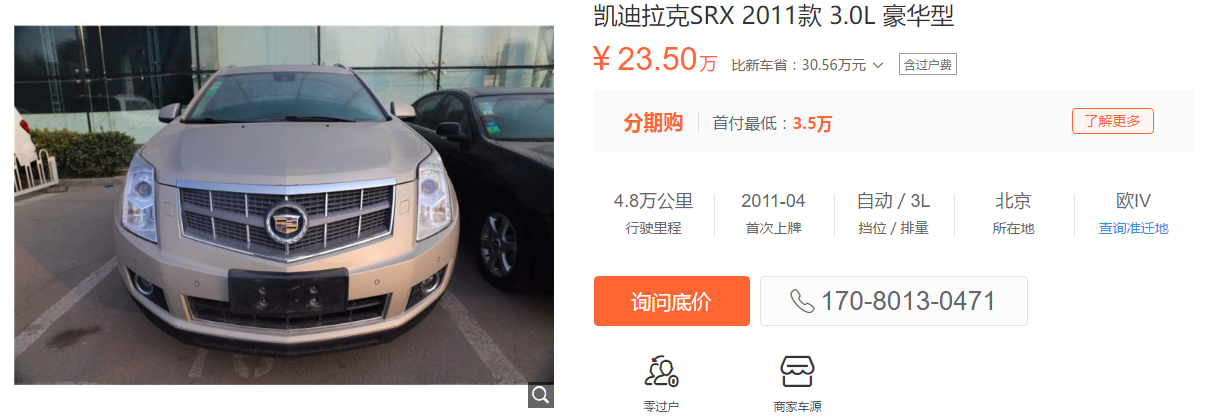 凯迪拉克SRX 2011款 3.0L 豪华型
¥ 23.50 万 比新车省：30.56万元 含过户费
分期购 首付最低：3.5万 了解更多
4.8万公里 2011-04 自动 / 3L 北京 欧IV
行驶里程 首次上牌 挡位 / 排量 所在地 查询准迁地
询问底价 170-8013-0471
零过户 商家车源